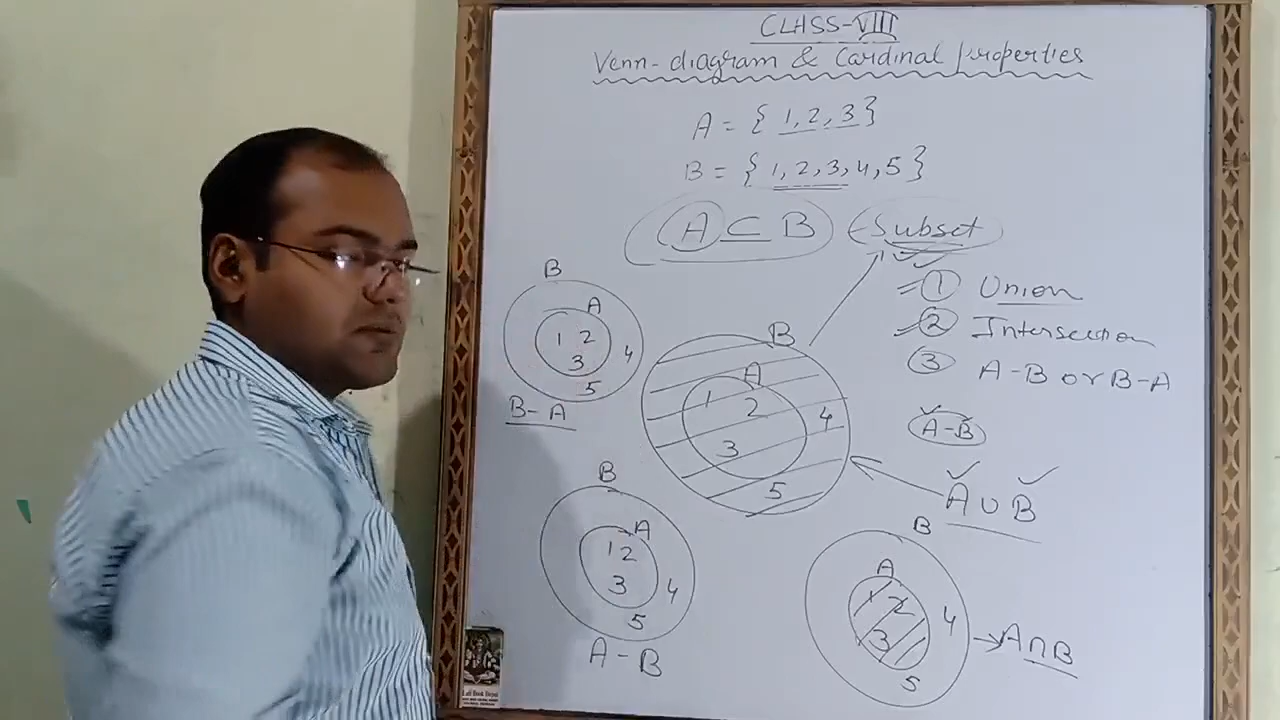 CLASS-VIII
Venn-diagram & Cardinal properties
A = { 1, 2, 3 }
B = { 1, 2, 3, 4, 5 }
A ⊂ B (Subset
1 Union
2 Intersection
3 A-B or B-A
A-B
A ∪ B
B
A
1 2
3
4
5
B-A
B
A
1
2
3
4
5
B
A
1 2
3
4
5
A-B
B
A
1 2
3
4
5
→ A∩B